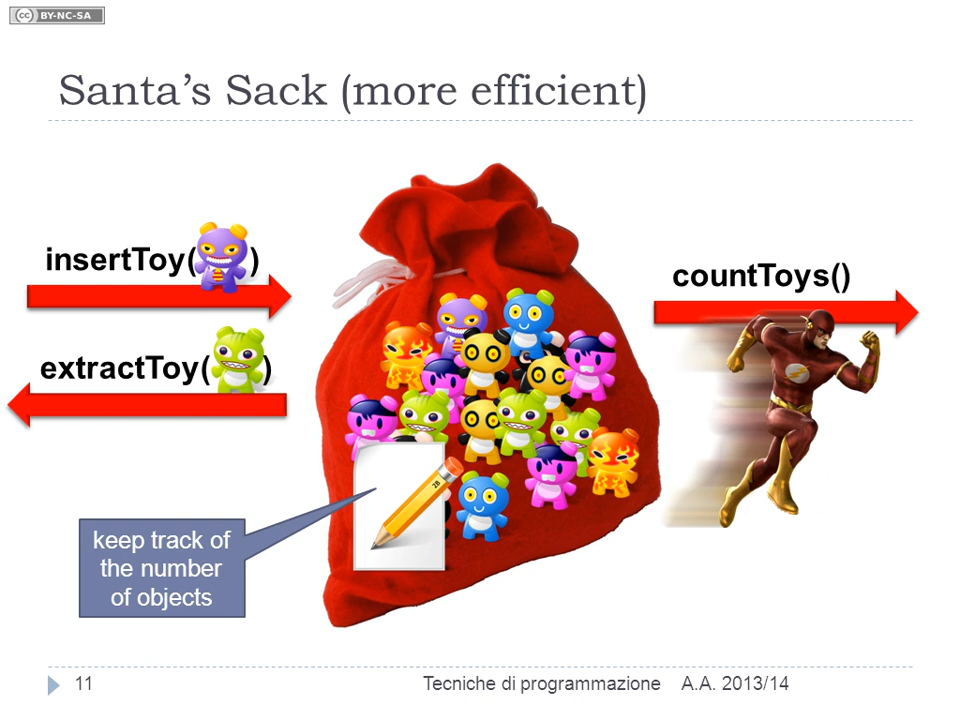 BY-NC-SA
Santa’s Sack (more efficient)
insertToy( )
countToys()
extractToy( )
2B
keep track of
the number
of objects
11
Tecniche di programmazione
A.A. 2013/14